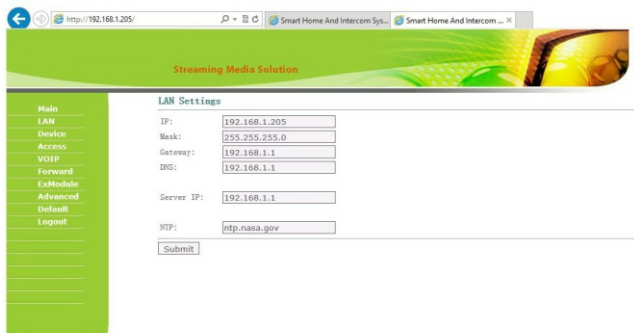 http://192.168.1.205/
Smart Home And Intercom Sys...
Smart Home And Intercom ...
Streaming Media Solution
Main
LAN
Device
Access
VOIP
Forward
ExModule
Advanced
Default
Logout
LAN Settings
IP: 192.168.1.205
Mask: 255.255.255.0
Gateway: 192.168.1.1
DNS: 192.168.1.1
Server IP: 192.168.1.1
NTP: ntp.nasa.gov
Submit